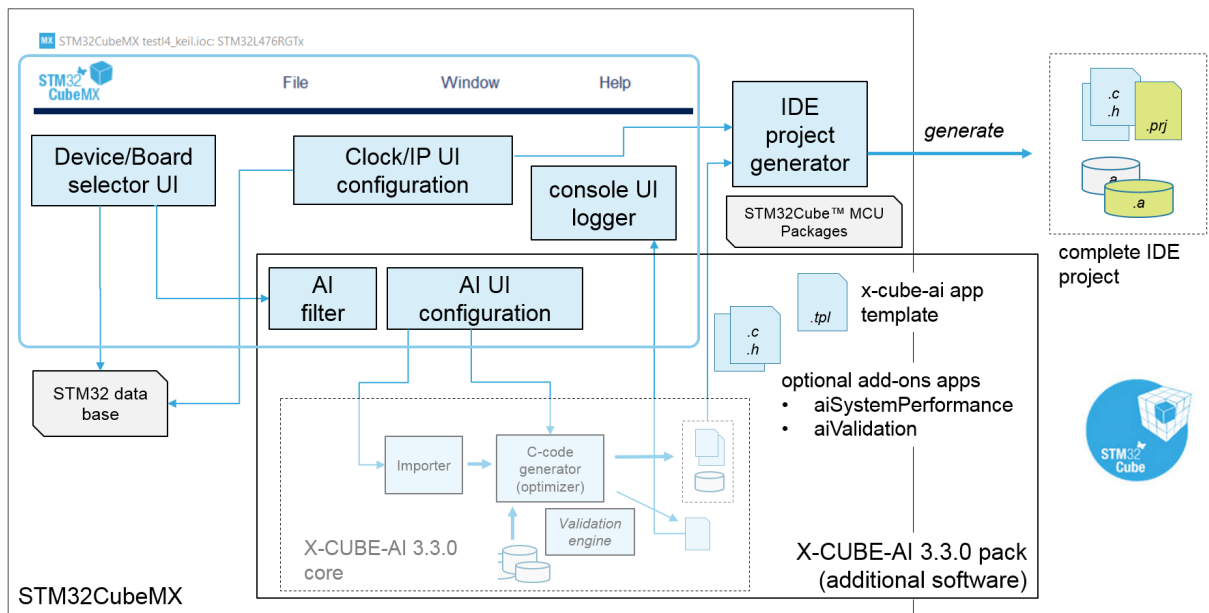 MX STM32CubeMX testl4_keil.ioc: STM32L476RGTx
STM32
CubeMX
File
Window
Help
Device/Board
selector UI
Clock/IP UI
configuration
console UI
logger
IDE
project
generator
generate
.c
.h
.prj
a
.a
STM32Cube™ MCU
Packages
complete IDE
project
AI
filter
AI UI
configuration
.tpl
x-cube-ai app
template
.c
.h
STM32 data
base
optional add-ons apps
• aiSystemPerformance
• aiValidation
Importer
C-code
generator
(optimizer)
Validation
engine
X-CUBE-AI 3.3.0
core
STM32
Cube
X-CUBE-AI 3.3.0 pack
(additional software)
STM32CubeMX